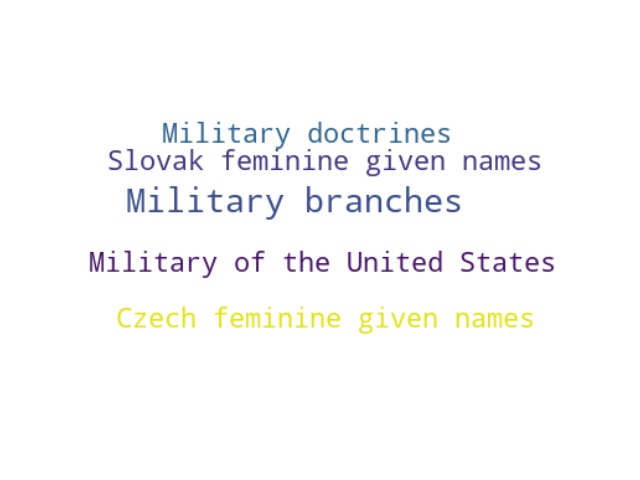 Military doctrines
Slovak feminine given names
Military branches
Military of the United States
Czech feminine given names